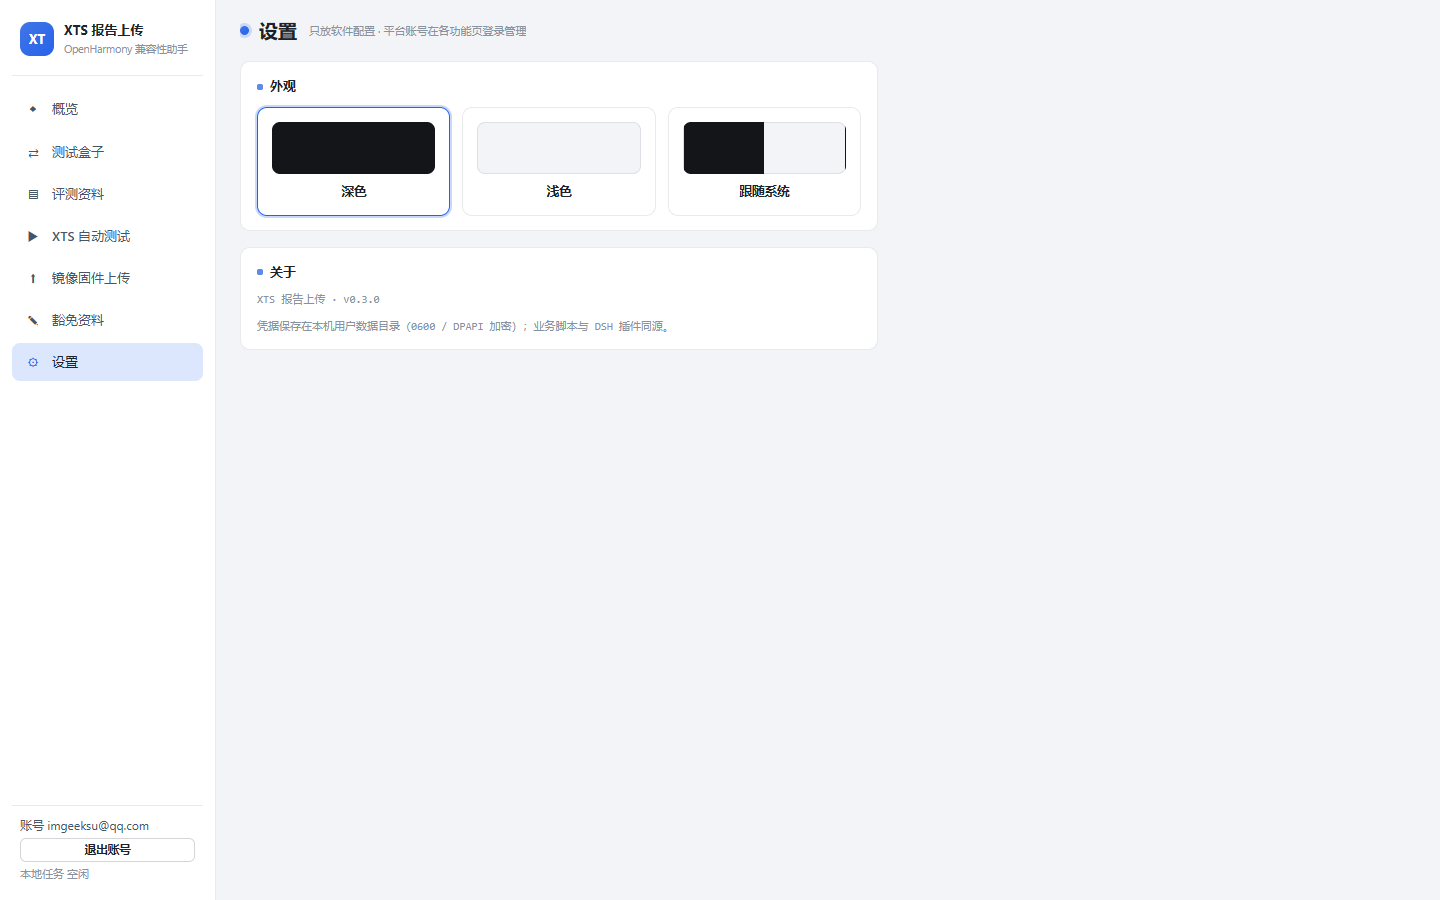 XT
XTS 报告上传
OpenHarmony 兼容性助手
概览
测试盒子
评测资料
XTS 自动测试
镜像固件上传
豁免资料
设置
账号 imgeeksu@qq.com
退出账号
本地任务 空闲
设置
只放软件配置 · 平台账号在各功能页登录管理
外观
深色
浅色
跟随系统
关于
XTS 报告上传 · v0.3.0
凭据保存在本机用户数据目录（0600 / DPAPI 加密）；业务脚本与 DSH 插件同源。